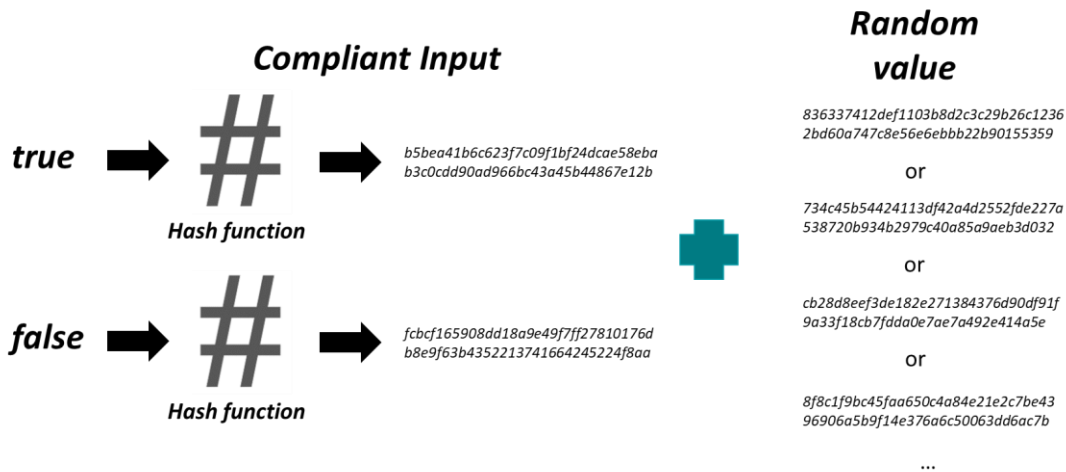 Compliant Input
Random
value
true
Hash function
b5bea41b6c623f7c09f1bf24dcae58eba
b3c0cdd90ad966bc43a45b44867e12b
false
Hash function
fcbcf165908dd18a9e49f7ff27810176d
b8e9f63b4352213741664245224f8aa
836337412def1103b8d2c3c29b26c1236
2bd60a747c8e56e6ebbb22b90155359
or
734c45b54424113df42a4d2552fde227a
538720b934b2979c40a85a9aeb3d032
or
cb28d8eef3de182e271384376d90df91f
9a33f18cb7fdda0e7ae7a492e414a5e
or
8f8c1f9bc45faa650c4a84e21e2c7be43
96906a5b9f14e376a6c50063dd6ac7b
...